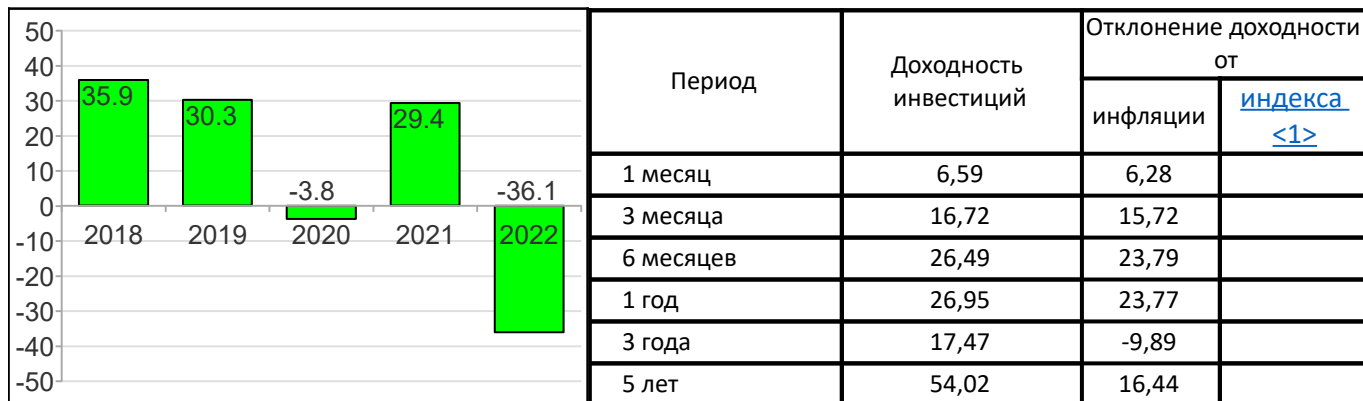 50
40
30
20
10
0
-10
-20
-30
-40
-50
35.9
30.3
-3.8
29.4
-36.1
2018 2019 2020 2021 2022
Период
Доходность
инвестиций
Отклонение доходности
от
инфляции
индекса
<1>
1 месяц 6,59 6,28
3 месяца 16,72 15,72
6 месяцев 26,49 23,79
1 год 26,95 23,77
3 года 17,47 -9,89
5 лет 54,02 16,44